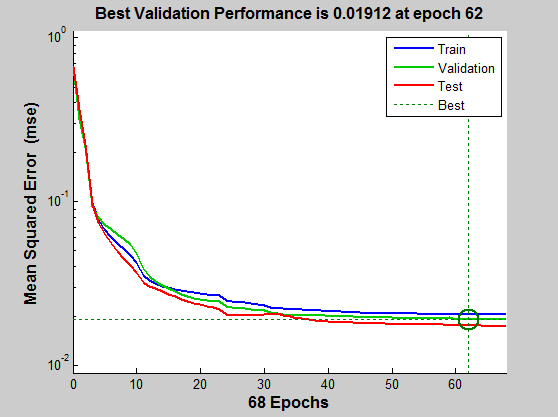 Best Validation Performance is 0.01912 at epoch 62
10^0
Train
Validation
Test
Best
10^-1
Mean Squared Error (mse)
10^-2
0 10 20 30 40 50 60
68 Epochs